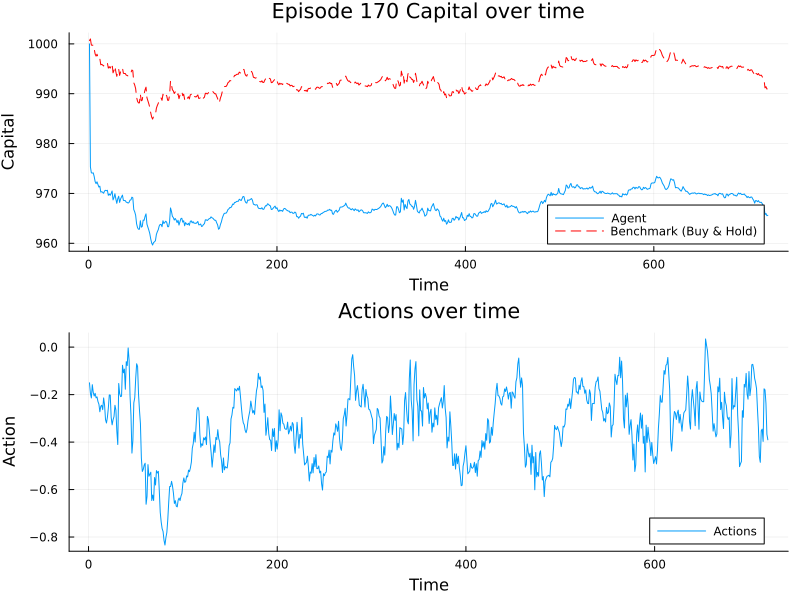 Episode 170 Capital over time
1000
990
980
970
960
Capital
Agent
Benchmark (Buy & Hold)
0
200
400
600
Time
Actions over time
0.0
−0.2
−0.4
−0.6
−0.8
Action
Actions
0
200
400
600
Time